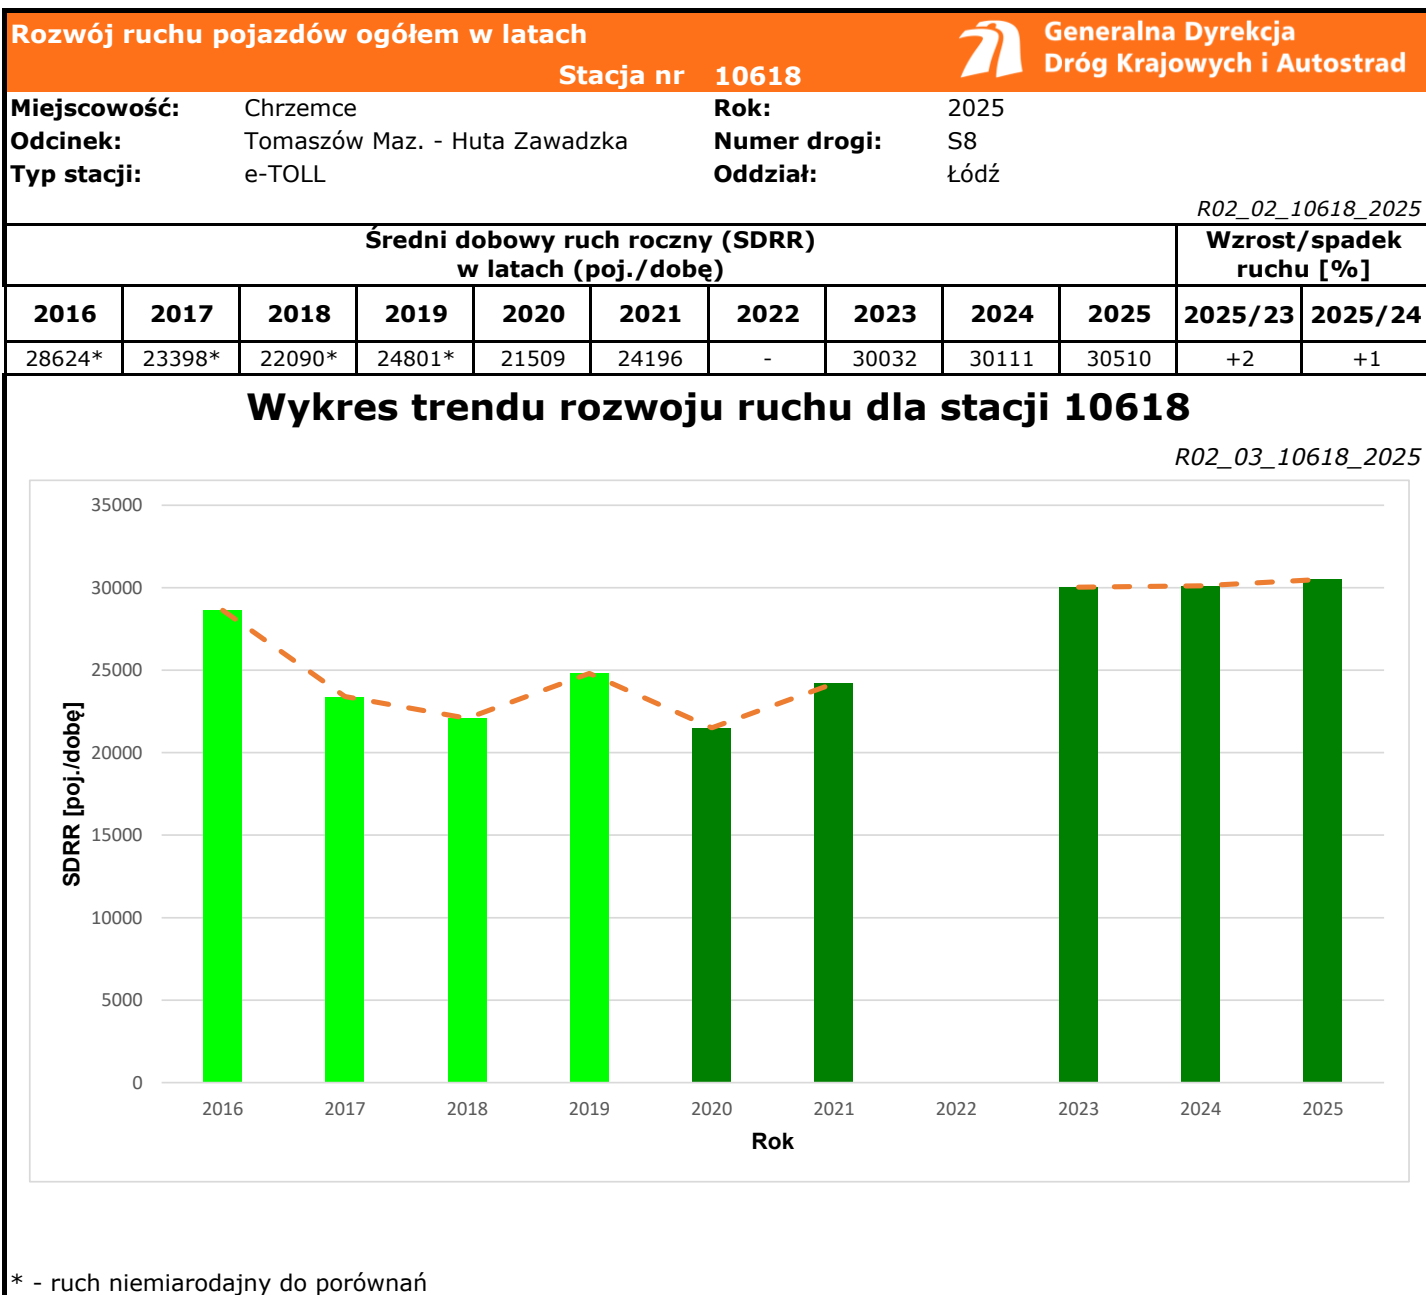 Rozwój ruchu pojazdów ogółem w latach
Stacja nr 10618
Generalna Dyrekcja
Dróg Krajowych i Autostrad
Miejscowość: Chrzemce Rok: 2025
Odcinek: Tomaszów Maz. - Huta Zawadzka Numer drogi: S8
Typ stacji: e-TOLL Oddział: Łódź
R02_02_10618_2025
Średni dobowy ruch roczny (SDRR)
w latach (poj./dobę)
Wzrost/spadek
ruchu [%]
2016 2017 2018 2019 2020 2021 2022 2023 2024 2025 2025/23 2025/24
28624* 23398* 22090* 24801* 21509 24196 - 30032 30111 30510 +2 +1
Wykres trendu rozwoju ruchu dla stacji 10618
R02_03_10618_2025
35000
30000
25000
20000
15000
10000
5000
0
SDRR [poj./dobę]
2016 2017 2018 2019 2020 2021 2022 2023 2024 2025
Rok
* - ruch niemiarodajny do porównań